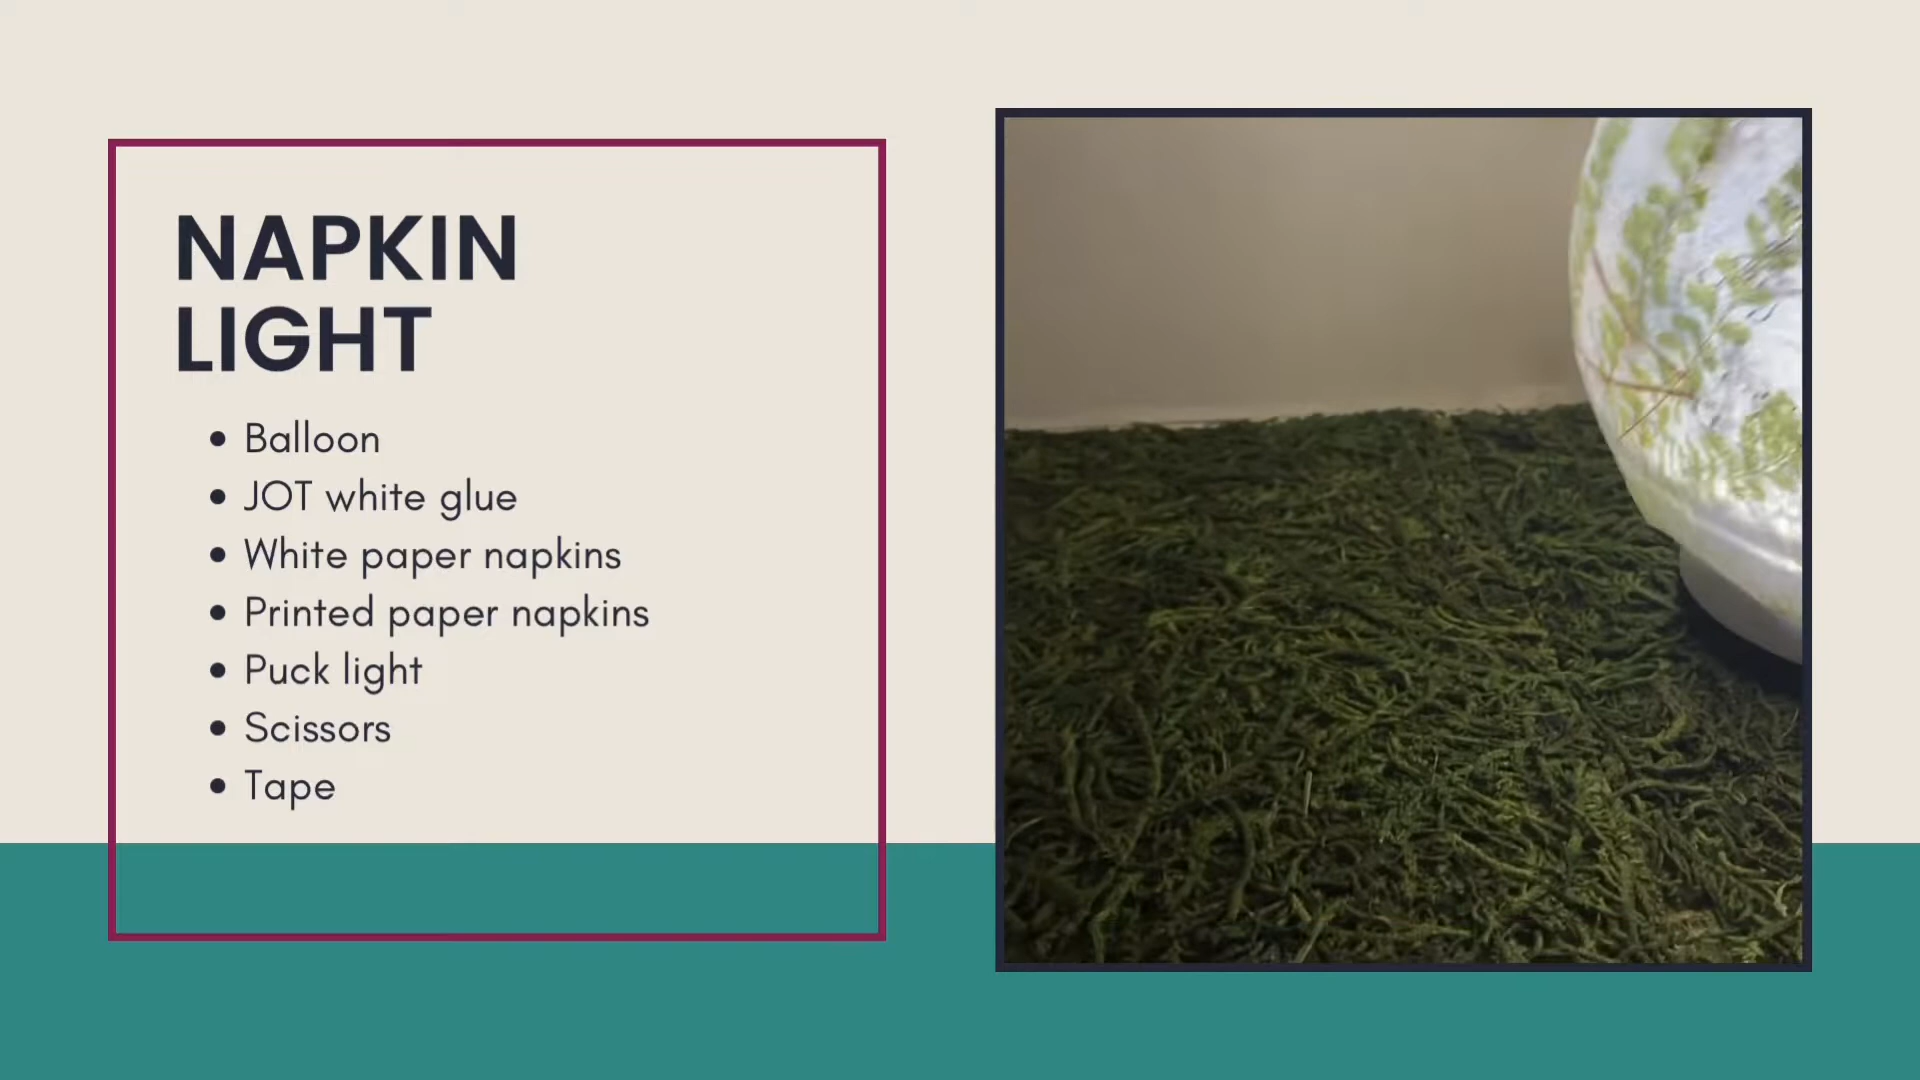 NAPKIN
LIGHT
• Balloon
• JOT white glue
• White paper napkins
• Printed paper napkins
• Puck light
• Scissors
• Tape